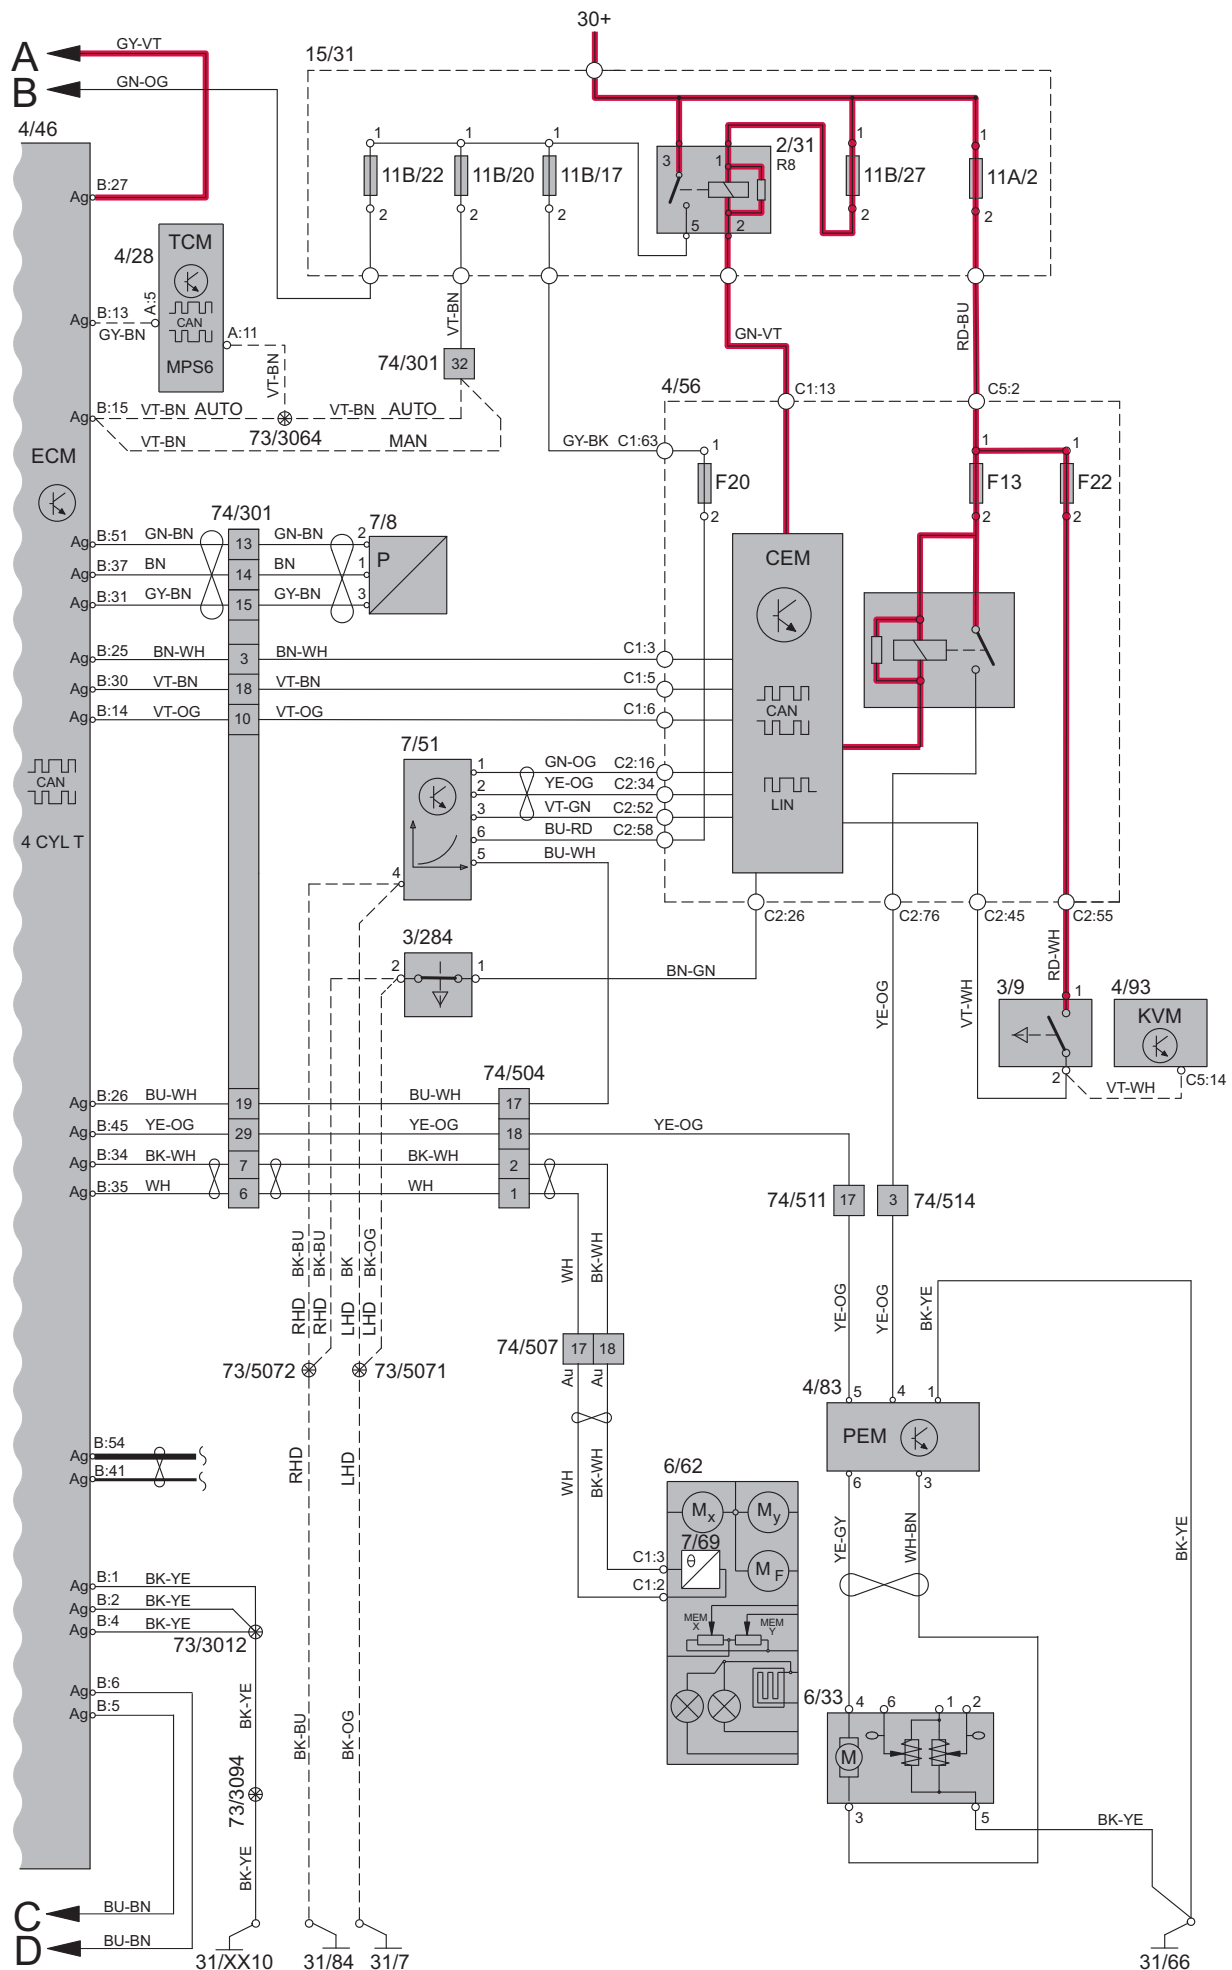 30+
A GY-VT
15/31
B GN-OG
4/46
1 1 1 3 1 2/31 R8 1 1
11B/22 11B/20 11B/17 11B/27 11A/2
2 2 2 5 2 2 2
Ag B:27
TCM
4/28
CAN
MPS6
A:5
A:11
Ag B:13
GY-BN
VT-BN
VT-BN
GN-VT
RD-BU
74/301 32
4/56 C1:13 C5:2
Ag B:15 VT-BN AUTO VT-BN AUTO
73/3064
VT-BN MAN
GY-BK C1:63 1 1 1
ECM
F20 F13 F22
2 2 2
74/301 7/8
Ag B:51 GN-BN 13 GN-BN 2
P
Ag B:37 BN 14 BN 1
Ag B:31 GY-BN 15 GY-BN 3
CEM
Ag B:25 BN-WH 3 BN-WH C1:3
Ag B:30 VT-BN 18 VT-BN C1:5
Ag B:14 VT-OG 10 VT-OG C1:6
CAN
LIN
CAN
4 CYL T
7/51
1 GN-OG C2:16
2 YE-OG C2:34
3 VT-GN C2:52
6 BU-RD C2:58
5 BU-WH
4
C2:26 C2:76 C2:45 C2:55
3/284
2 1 BN-GN
YE-OG
VT-WH
RD-WH
3/9 1 4/93
KVM
2 VT-WH C5:14
74/504
Ag B:26 BU-WH 19 BU-WH 17
Ag B:45 YE-OG 29 YE-OG 18 YE-OG
Ag B:34 BK-WH 7 BK-WH 2
Ag B:35 WH 6 WH 1
74/511 17 3 74/514
RHD BK-BU
RHD BK-BU
LHD BK
LHD BK-OG
WH
BK-WH
YE-OG
YE-OG
BK-YE
74/507 17 18
Au Au
73/5072 73/5071
4/83 5 4 1
PEM
6 3
RHD
LHD
WH
BK-WH
Ag B:54
Ag B:41
6/62
Mx My
7/69
θ
MF
C1:3
C1:2
MEM X
MEM Y
YE-GY
WH-BN
BK-YE
Ag B:1 BK-YE
Ag B:2 BK-YE
Ag B:4 BK-YE
73/3012
Ag B:6
Ag B:5
BK-YE
BK-BU
BK-OG
6/33 4 6 1 2
M
3 5
BK-YE
73/3094
BK-YE
C BU-BN
D BU-BN
31/XX10 31/84 31/7 31/66